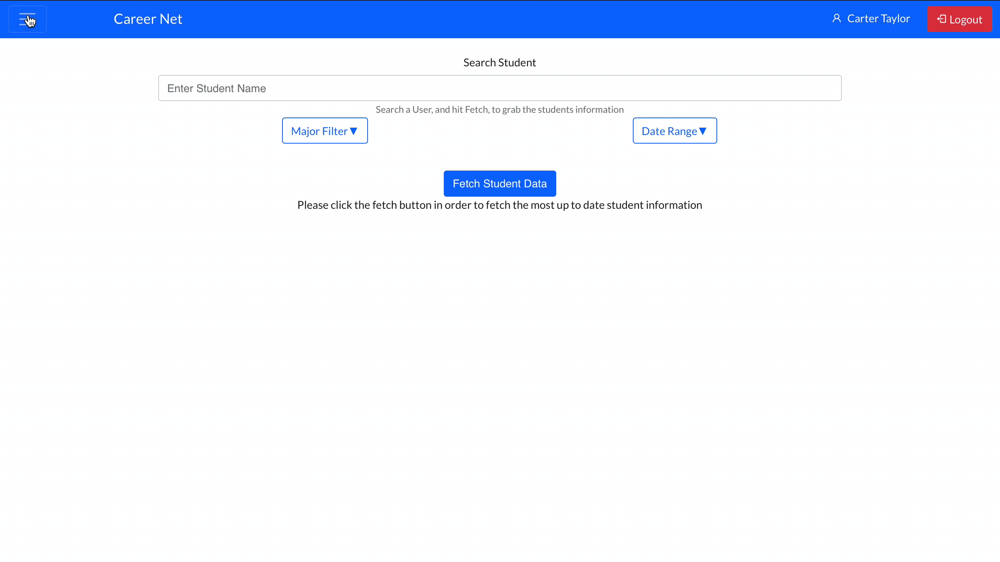 Career Net
Carter Taylor
Logout
Search Student
Enter Student Name
Search a User, and hit Fetch, to grab the students information
Major Filter ▼
Date Range ▼
Fetch Student Data
Please click the fetch button in order to fetch the most up to date student information